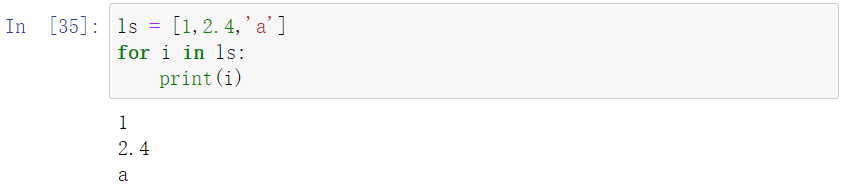 In [35]: ls = [1,2.4,'a']
for i in ls:
    print(i)
1
2.4
a